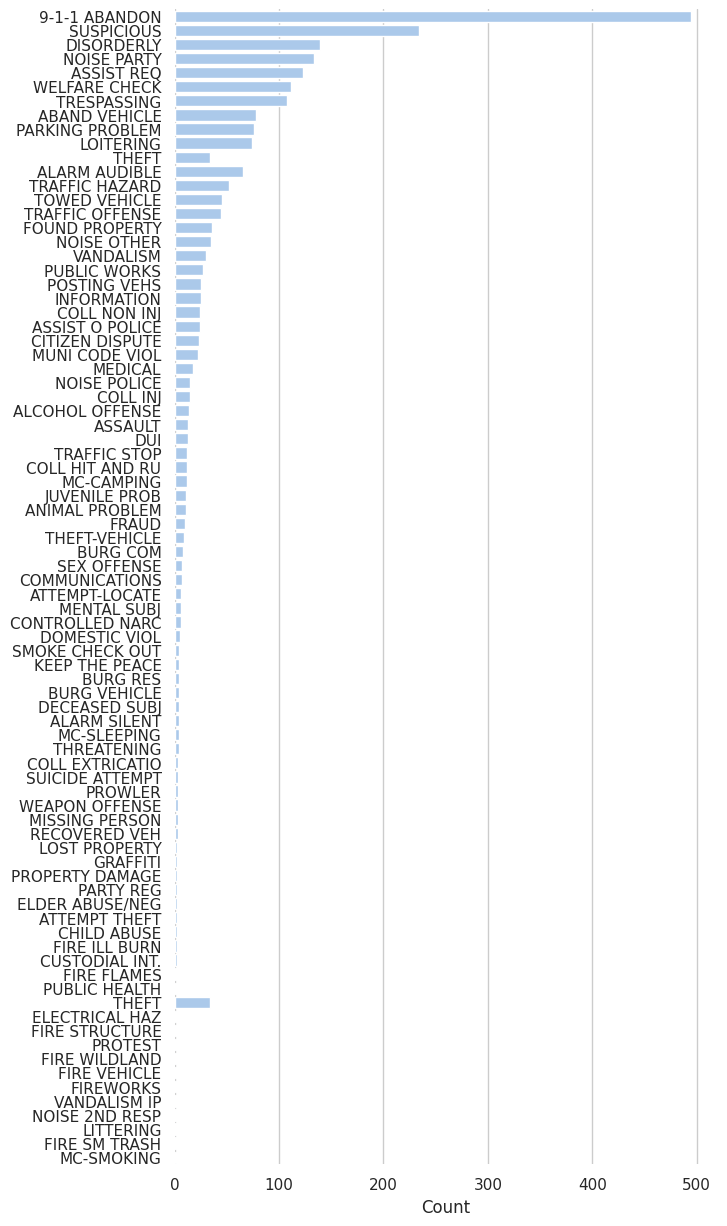 9-1-1 ABANDON
SUSPICIOUS
DISORDERLY
NOISE PARTY
ASSIST REQ
WELFARE CHECK
TRESPASSING
ABAND VEHICLE
PARKING PROBLEM
LOITERING
THEFT
ALARM AUDIBLE
TRAFFIC HAZARD
TOWED VEHICLE
TRAFFIC OFFENSE
FOUND PROPERTY
NOISE OTHER
VANDALISM
PUBLIC WORKS
POSTING VEHS
INFORMATION
COLL NON INJ
ASSIST O POLICE
CITIZEN DISPUTE
MUNI CODE VIOL
MEDICAL
NOISE POLICE
COLL INJ
ALCOHOL OFFENSE
ASSAULT
DUI
TRAFFIC STOP
COLL HIT AND RU
MC-CAMPING
JUVENILE PROB
ANIMAL PROBLEM
FRAUD
THEFT-VEHICLE
BURG COM
SEX OFFENSE
COMMUNICATIONS
ATTEMPT-LOCATE
MENTAL SUBJ
CONTROLLED NARC
DOMESTIC VIOL
SMOKE CHECK OUT
KEEP THE PEACE
BURG RES
BURG VEHICLE
DECEASED SUBJ
ALARM SILENT
MC-SLEEPING
THREATENING
COLL EXTRICATIO
SUICIDE ATTEMPT
PROWLER
WEAPON OFFENSE
MISSING PERSON
RECOVERED VEH
LOST PROPERTY
GRAFFITI
PROPERTY DAMAGE
PARTY REG
ELDER ABUSE/NEG
ATTEMPT THEFT
CHILD ABUSE
FIRE ILL BURN
CUSTODIAL INT.
FIRE FLAMES
PUBLIC HEALTH
THEFT
ELECTRICAL HAZ
FIRE STRUCTURE
PROTEST
FIRE WILDLAND
FIRE VEHICLE
FIREWORKS
VANDALISM IP
NOISE 2ND RESP
LITTERING
FIRE SM TRASH
MC-SMOKING
0 100 200 300 400 500
Count